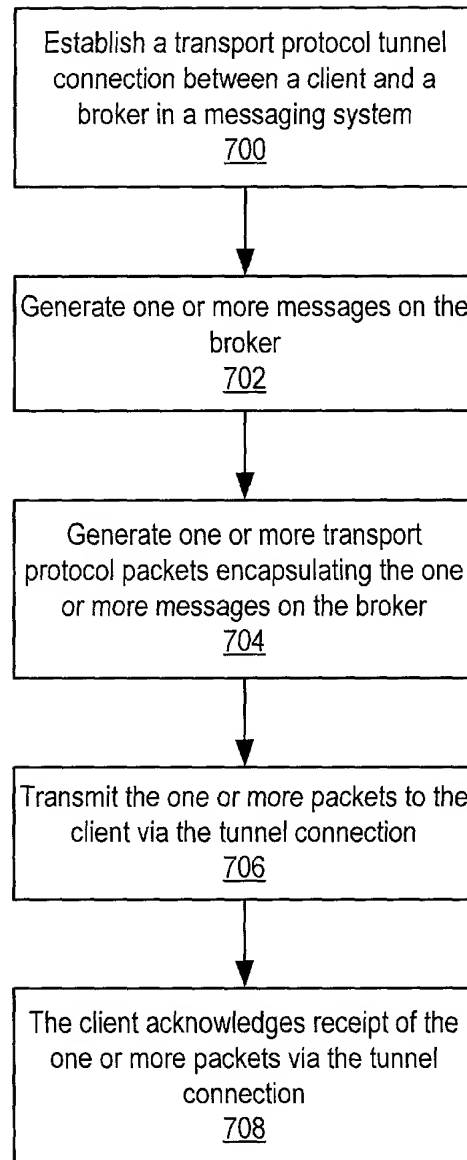 Establish a transport protocol tunnel
connection between a client and a
broker in a messaging system
700
Generate one or more messages on the
broker
702
Generate one or more transport
protocol packets encapsulating the one
or more messages on the broker
704
Transmit the one or more packets to the
client via the tunnel connection
706
The client acknowledges receipt of the
one or more packets via the tunnel
connection
708